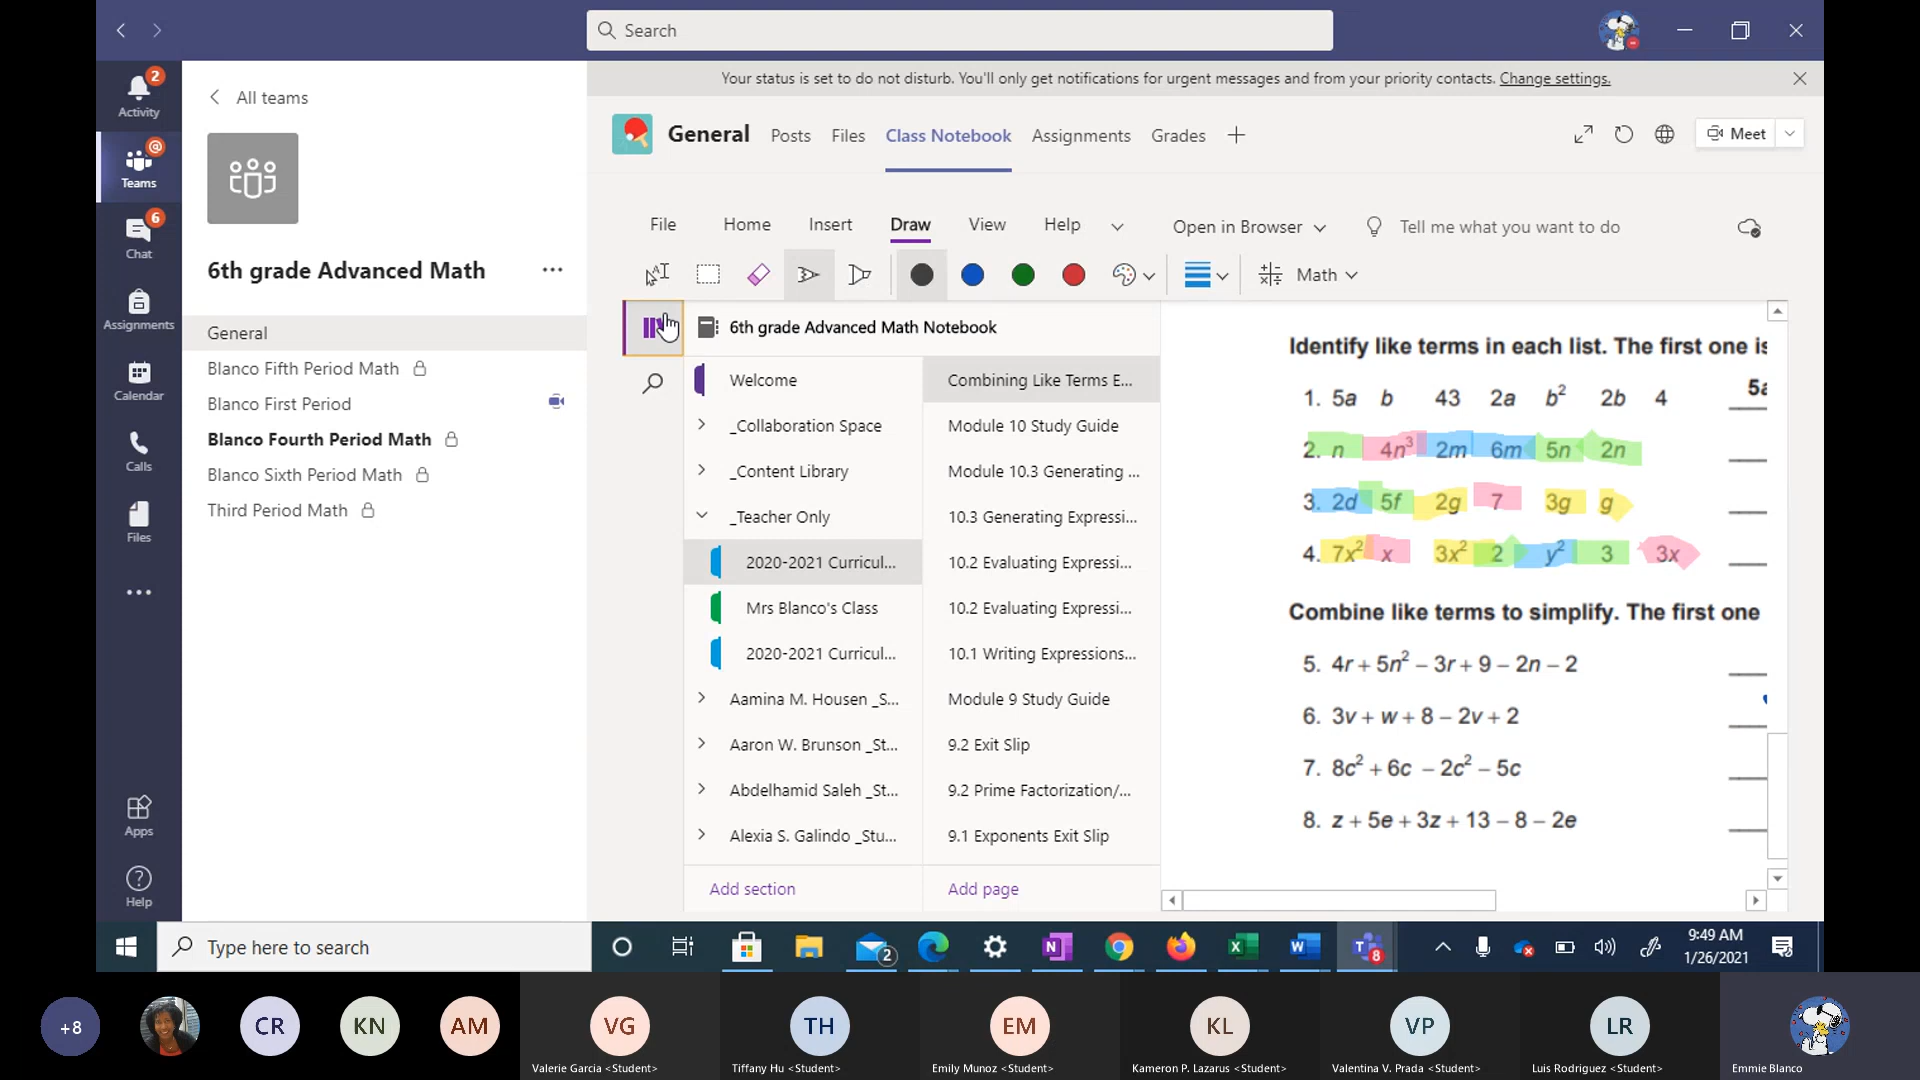 Search
Your status is set to do not disturb. You'll only get notifications for urgent messages and from your priority contacts. Change settings.
2
Activity
@
Teams
6
Chat
Assignments
Calendar
Calls
Files
Apps
Help
All teams
6th grade Advanced Math
General
Blanco Fifth Period Math
Blanco First Period
Blanco Fourth Period Math
Blanco Sixth Period Math
Third Period Math
General Posts Files Class Notebook Assignments Grades Meet
File Home Insert Draw View Help Open in Browser Tell me what you want to do
Math
6th grade Advanced Math Notebook
Welcome
_Collaboration Space
_Content Library
_Teacher Only
2020-2021 Curricul...
Mrs Blanco's Class
2020-2021 Curricul...
Aamina M. Housen _S...
Aaron W. Brunson _St...
Abdelhamid Saleh _St...
Alexia S. Galindo _Stu...
Add section
Combining Like Terms E...
Module 10 Study Guide
Module 10.3 Generating ...
10.3 Generating Expressi...
10.2 Evaluating Expressi...
10.2 Evaluating Expressi...
10.1 Writing Expressions...
Module 9 Study Guide
9.2 Exit Slip
9.2 Prime Factorization/...
9.1 Exponents Exit Slip
Add page
Identify like terms in each list. The first one is
1. 5a b 43 2a b² 2b 4 5a
2. n 4n³ 2m 6m 5n 2n
3. 2d 5f 2g 7 3g g
4. 7x² x 3x² 2 y² 3 3x
Combine like terms to simplify. The first one
5. 4r + 5n² – 3r + 9 – 2n – 2
6. 3v + w + 8 – 2v + 2
7. 8c² + 6c – 2c² – 5c
8. z + 5e + 3z + 13 – 8 – 2e
Type here to search
2
8
9:49 AM
1/26/2021
+8 CR KN AM VG TH EM KL VP LR
Valerie Garcia <Student> Tiffany Hu <Student> Emily Munoz <Student> Kameron P. Lazarus <Student> Valentina V. Prada <Student> Luis Rodriguez <Student> Emmie Blanco